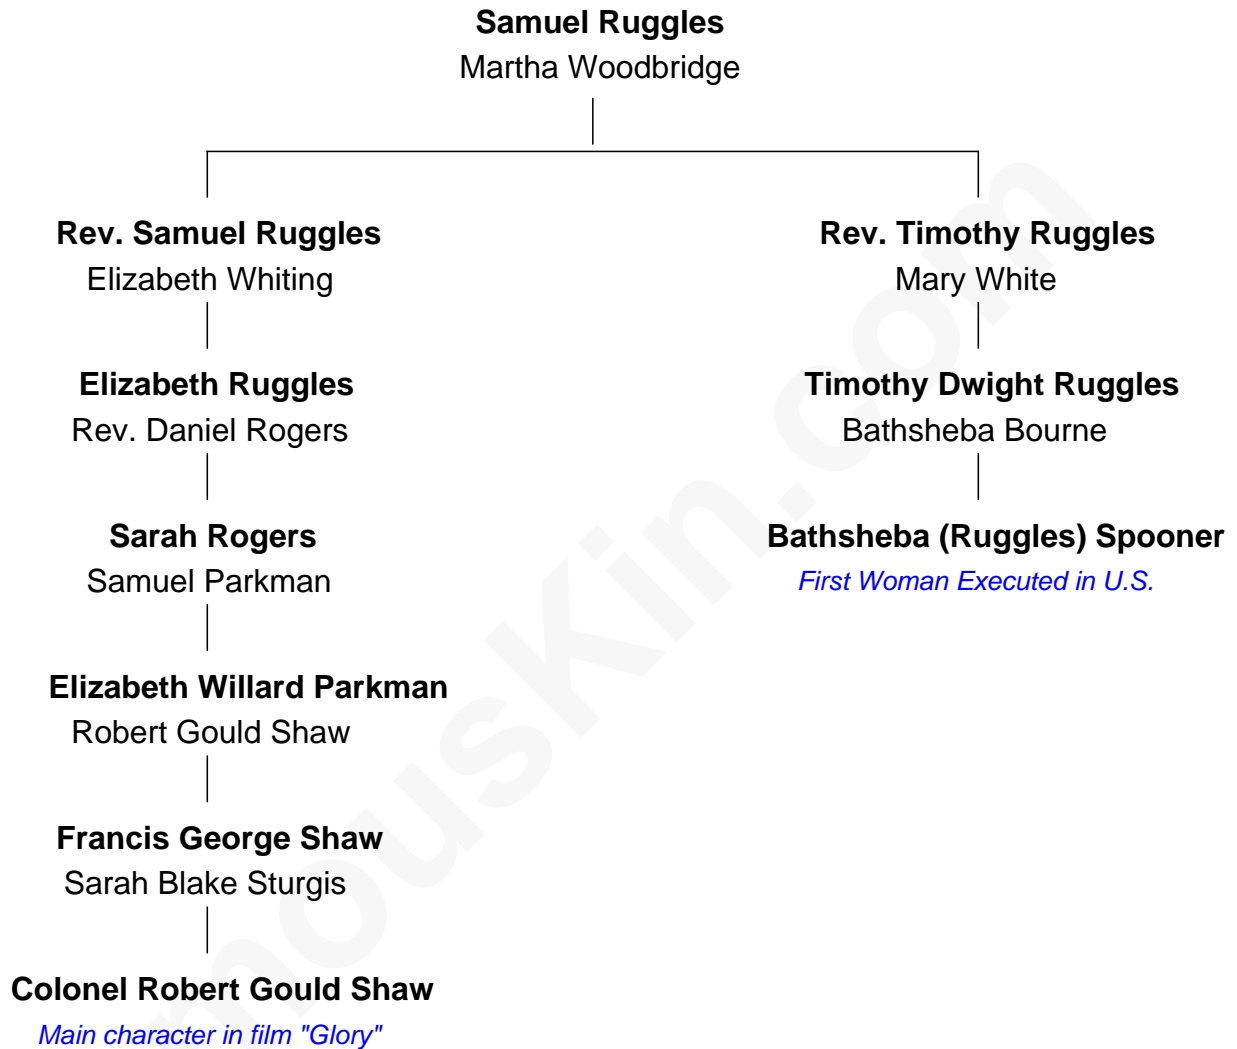 Samuel Ruggles
Martha Woodbridge
Rev. Samuel Ruggles
Elizabeth Whiting
Rev. Timothy Ruggles
Mary White
Elizabeth Ruggles
Rev. Daniel Rogers
Timothy Dwight Ruggles
Bathsheba Bourne
Sarah Rogers
Samuel Parkman
Bathsheba (Ruggles) Spooner
First Woman Executed in U.S.
Elizabeth Willard Parkman
Robert Gould Shaw
Francis George Shaw
Sarah Blake Sturgis
Colonel Robert Gould Shaw
Main character in film "Glory"
mousKin.com